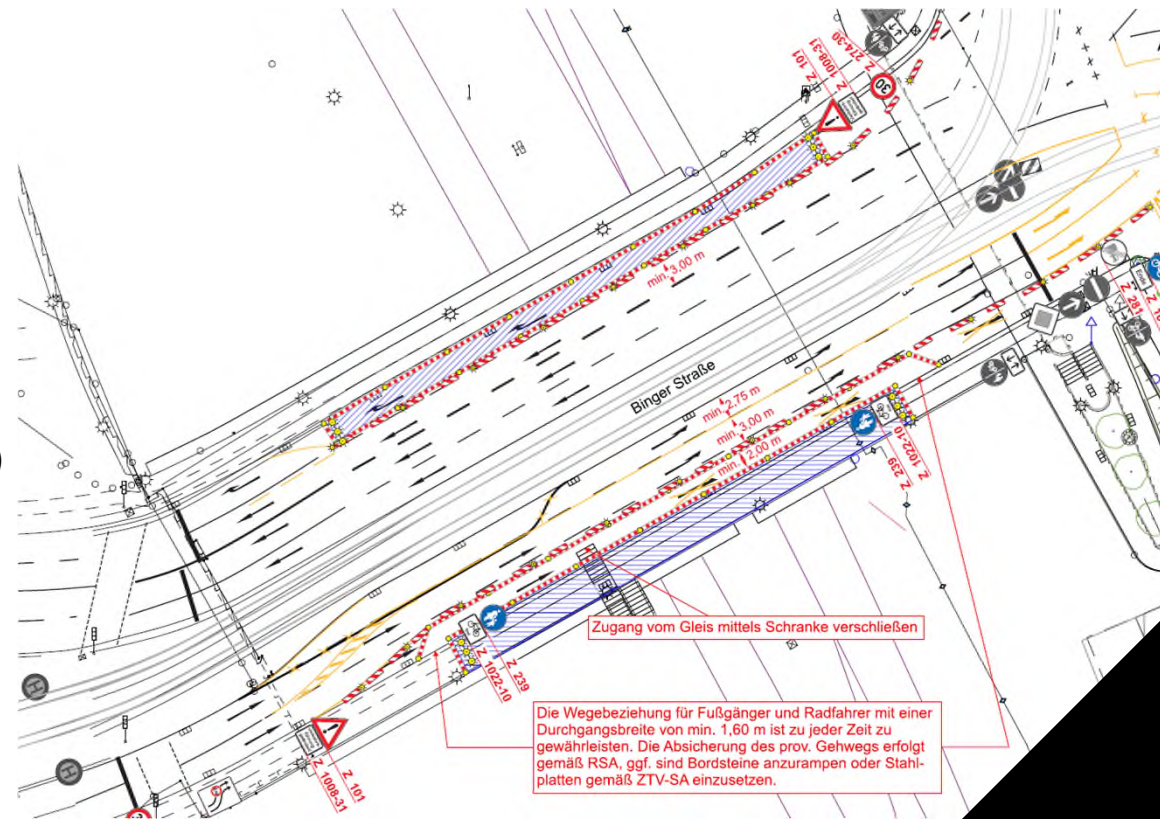 Z 274-30
Z 1008-31
Z 101
30
min. 3,00 m
Binger Straße
min. 2,75 m
min. 3,00 m
min. 2,00 m
Ende
Z 281
Z 1022-10
Z 239
Zugang vom Gleis mittels Schranke verschließen
Z 239
Z 1022-10
Die Wegebeziehung für Fußgänger und Radfahrer mit einer
Durchgangsbreite von min. 1,60 m ist zu jeder Zeit zu
gewährleisten. Die Absicherung des prov. Gehwegs erfolgt
gemäß RSA, ggf. sind Bordsteine anzurampen oder Stahl-
platten gemäß ZTV-SA einzusetzen.
Z 101
Z 1008-31
H
H